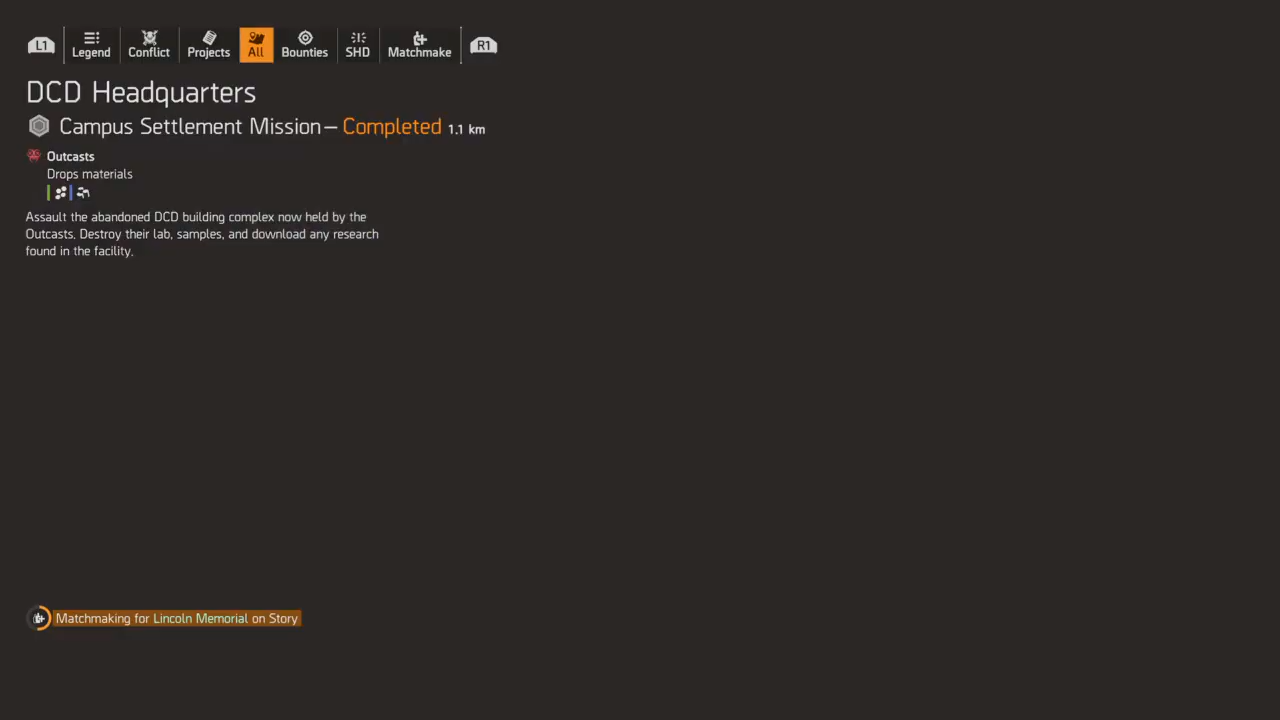 L1 Legend Conflict Projects All Bounties SHD Matchmake R1
DCD Headquarters
Campus Settlement Mission — Completed 1.1 km
Outcasts
Drops materials
Assault the abandoned DCD building complex now held by the
Outcasts. Destroy their lab, samples, and download any research
found in the facility.
Matchmaking for Lincoln Memorial on Story